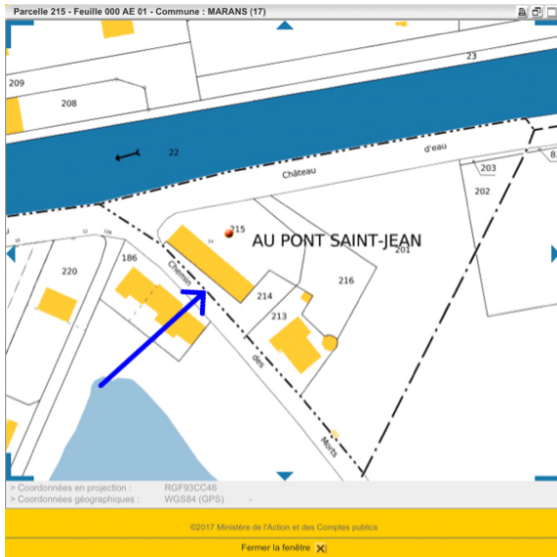 Parcelle 215 - Feuille 000 AE 01 - Commune : MARANS (17)
23
209
208
22
Château
d'eau
203
202
215
AU PONT SAINT-JEAN
201
186
220
Chemin
216
214
213
des
Morts
> Coordonnées en projection : RGF93CC46
> Coordonnées géographiques : WGS84 (GPS) -
©2017 Ministère de l'Action et des Comptes publics
Fermer la fenêtre